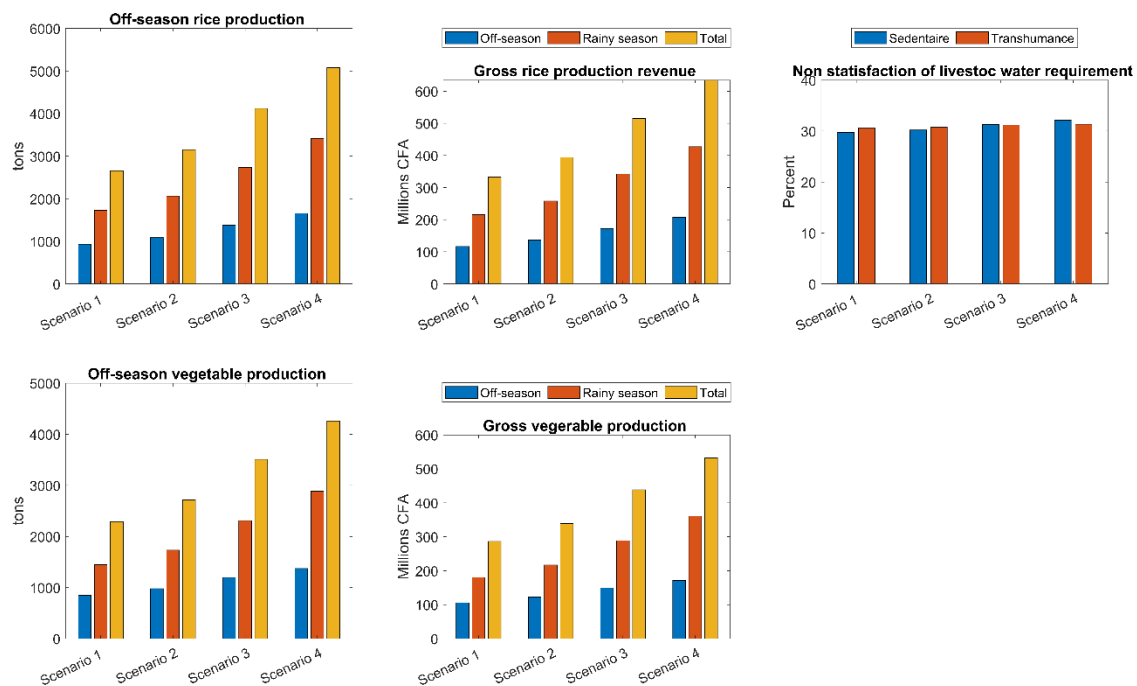 Off-season rice production
6000
5000
4000
3000
2000
1000
0
tons
Scenario 1
Scenario 2
Scenario 3
Scenario 4
Off-season Rainy season Total
Gross rice production revenue
600
500
400
300
200
100
0
Millions CFA
Scenario 1
Scenario 2
Scenario 3
Scenario 4
Sedentaire Transhumance
Non statisfaction of livestoc water requirement
40
30
20
10
0
Percent
Scenario 1
Scenario 2
Scenario 3
Scenario 4
Off-season vegetable production
5000
4000
3000
2000
1000
0
tons
Scenario 1
Scenario 2
Scenario 3
Scenario 4
Off-season Rainy season Total
Gross vegerable production
600
500
400
300
200
100
0
Millions CFA
Scenario 1
Scenario 2
Scenario 3
Scenario 4